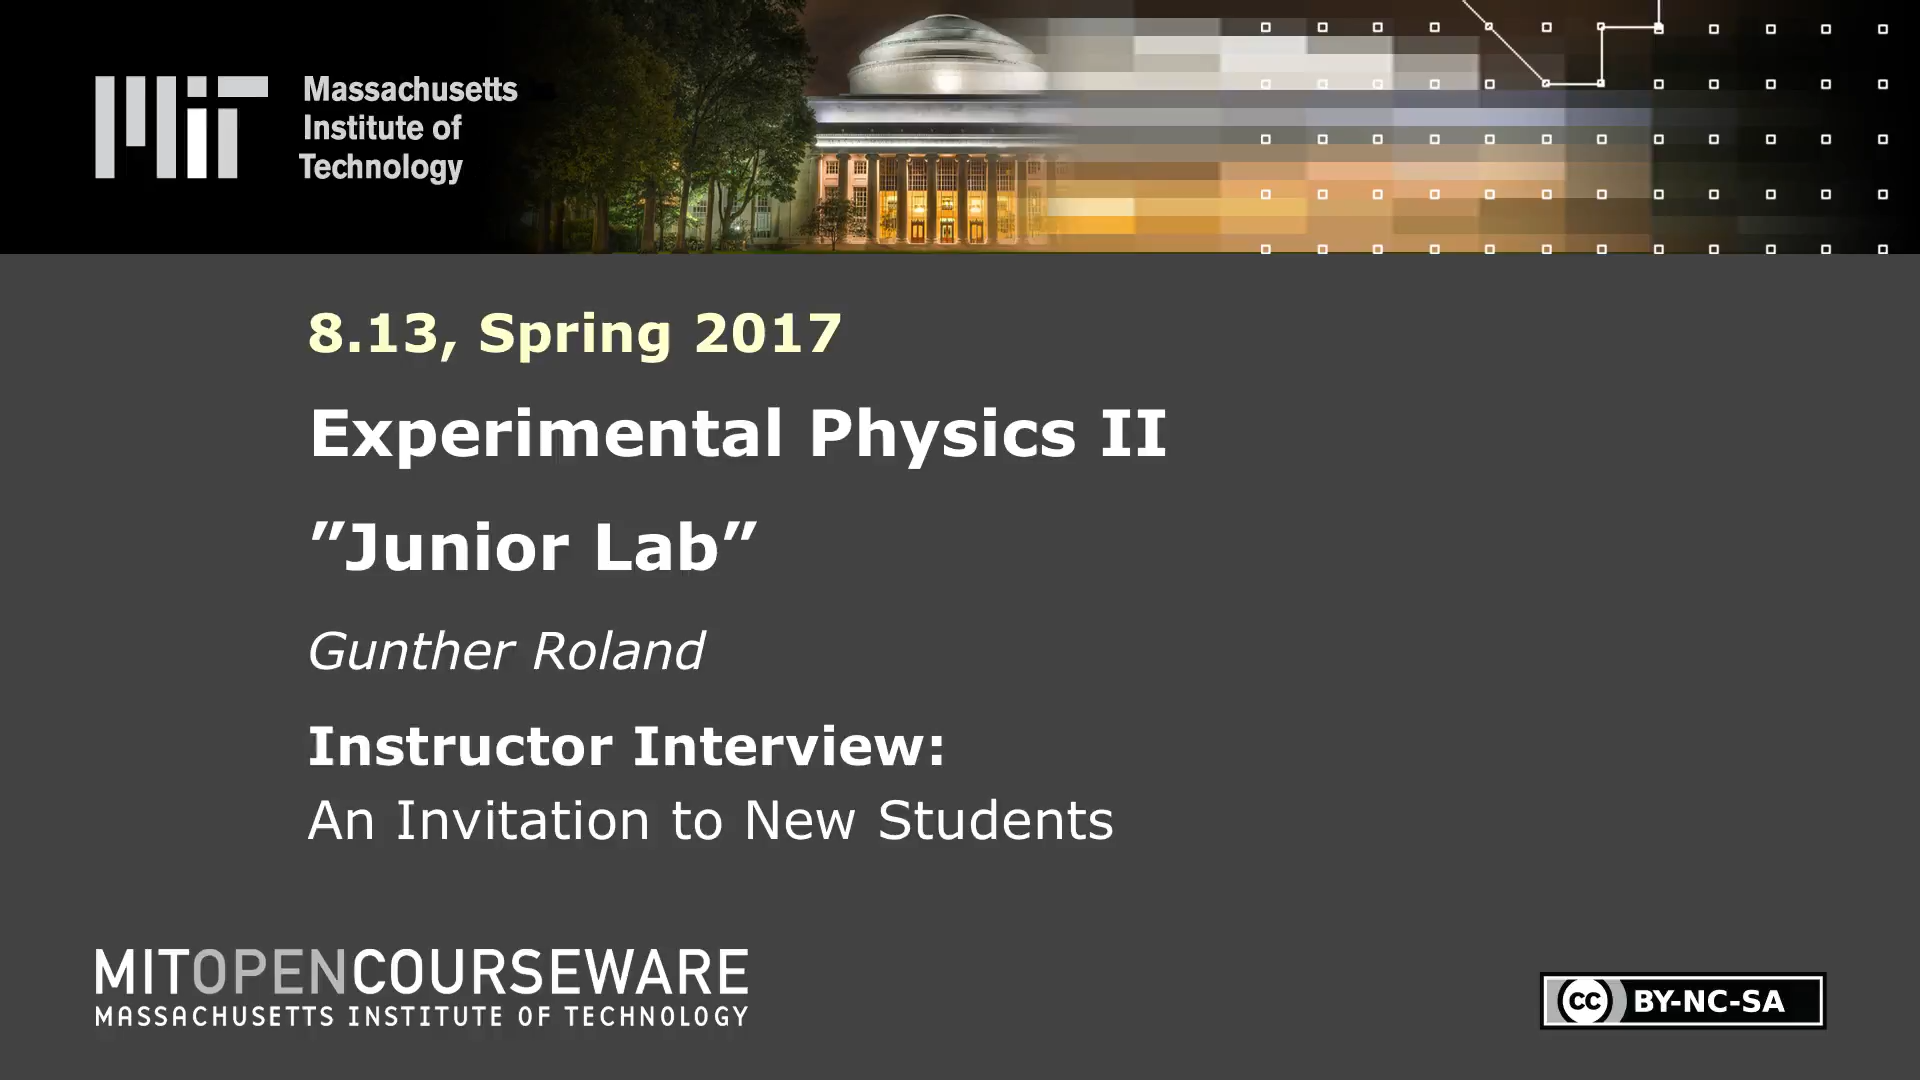 MIT
Massachusetts
Institute of
Technology
8.13, Spring 2017
Experimental Physics II
”Junior Lab”
Gunther Roland
Instructor Interview:
An Invitation to New Students
MITOPENCOURSEWARE
MASSACHUSETTS INSTITUTE OF TECHNOLOGY
cc BY-NC-SA